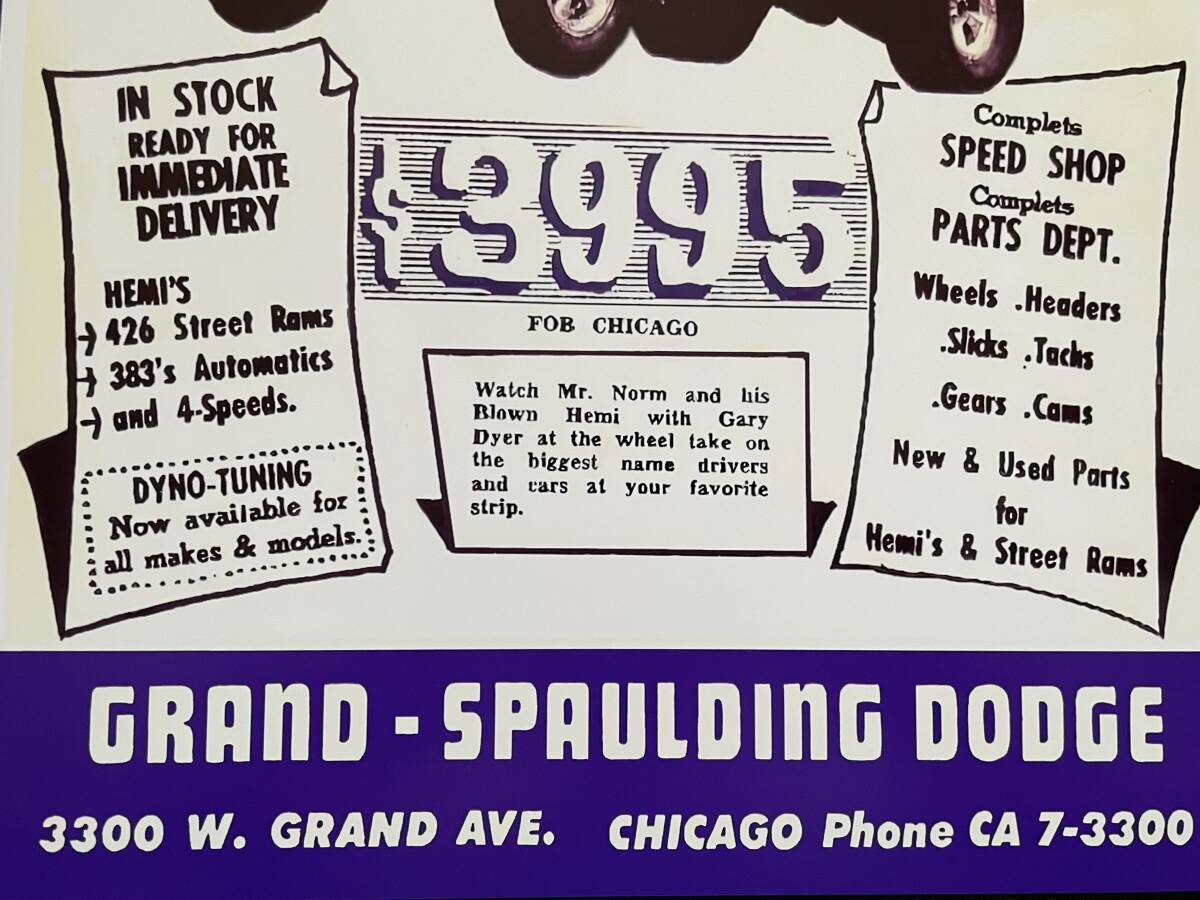 IN STOCK
READY FOR
IMMEDIATE
DELIVERY
HEMI'S
→ 426 Street Rams
→ 383's Automatics
→ and 4-Speeds.
DYNO-TUNING
Now available for
all makes & models.
$3995
FOB CHICAGO
Watch Mr. Norm and his
Blown Hemi with Gary
Dyer at the wheel take on
the biggest name drivers
and cars at your favorite
strip.
Complets
SPEED SHOP
Complets
PARTS DEPT.
Wheels .Headers
.Slicks .Tachs
.Gears .Cams
New & Used Parts
for
Hemi's & Street Rams
GRAND - SPAULDING DODGE
3300 W. GRAND AVE. CHICAGO Phone CA 7-3300